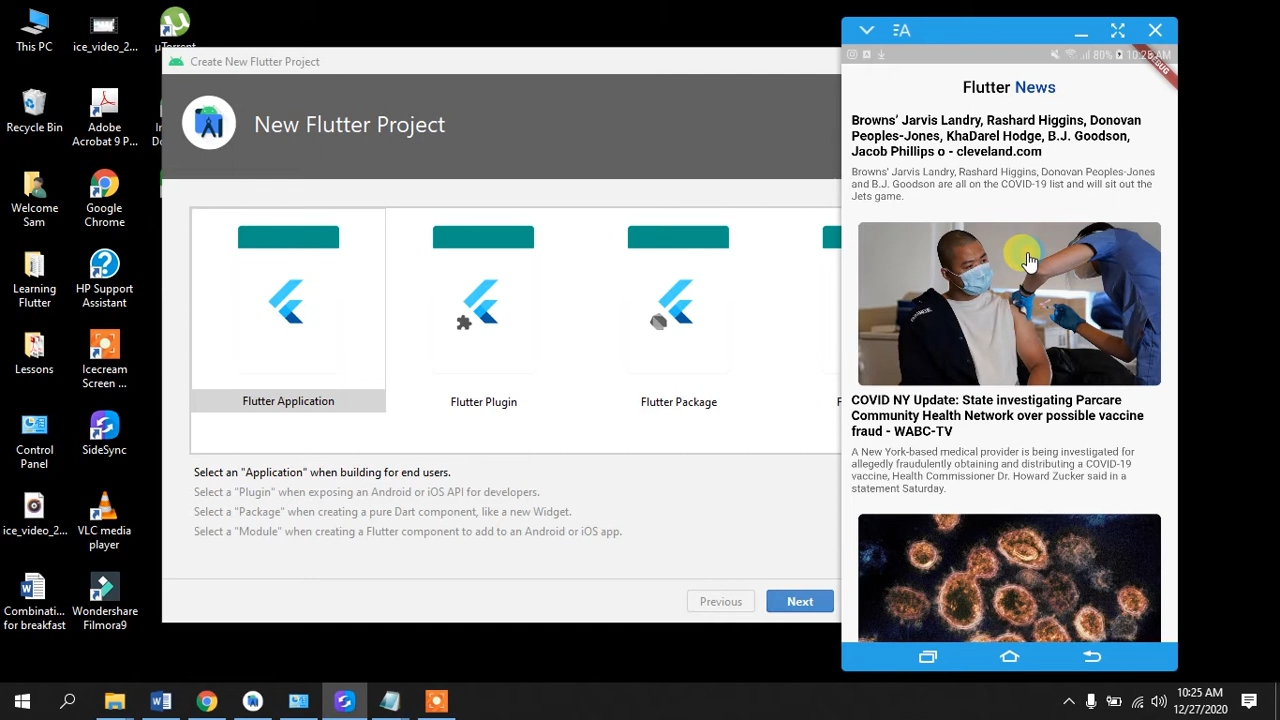 This PC
ice_video_2...
µTorrent
Recycle Bin
Adobe
Acrobat 9 P...
Welcome
Sam
Google
Chrome
Learning
Flutter
HP Support
Assistant
Lessons
Icecream
Screen ...
Control
Panel
SideSync
ice_video_2...
VLC media
player
Combinati...
for breakfast
Wondershare
Filmora9
Create New Flutter Project
New Flutter Project
Flutter Application
Flutter Plugin
Flutter Package
Select an "Application" when building for end users.
Select a "Plugin" when exposing an Android or iOS API for developers.
Select a "Package" when creating a pure Dart component, like a new Widget.
Select a "Module" when creating a Flutter component to add to an Android or iOS app.
Previous
Next
80% 10:25 AM
Flutter News
Browns’ Jarvis Landry, Rashard Higgins, Donovan
Peoples-Jones, KhaDarel Hodge, B.J. Goodson,
Jacob Phillips o - cleveland.com
Browns’ Jarvis Landry, Rashard Higgins, Donovan Peoples-Jones
and B.J. Goodson are all on the COVID-19 list and will sit out the
Jets game.
COVID NY Update: State investigating Parcare
Community Health Network over possible vaccine
fraud - WABC-TV
A New York-based medical provider is being investigated for
allegedly fraudulently obtaining and distributing a COVID-19
vaccine, Health Commissioner Dr. Howard Zucker said in a
statement Saturday.
10:25 AM
12/27/2020